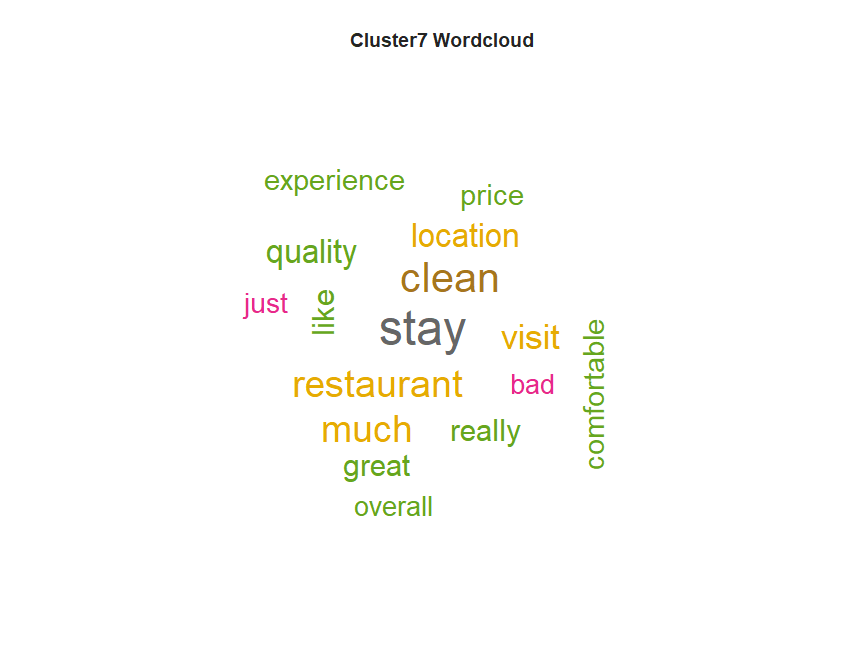 Cluster7 Wordcloud
experience
price
location
quality
clean
just
like
stay
visit
comfortable
restaurant
bad
much
really
great
overall